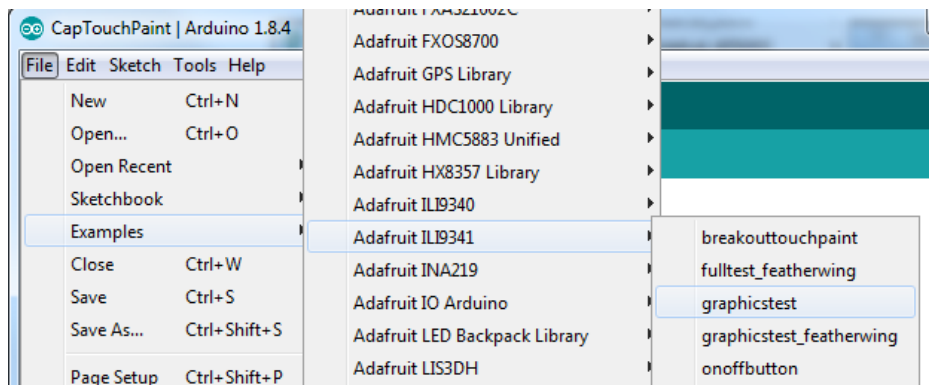 CapTouchPaint | Arduino 1.8.4
File Edit Sketch Tools Help
New Ctrl+N
Open... Ctrl+O
Open Recent
Sketchbook
Examples
Close Ctrl+W
Save Ctrl+S
Save As... Ctrl+Shift+S
Page Setup Ctrl+Shift+P
Adafruit FXAS21002C
Adafruit FXOS8700
Adafruit GPS Library
Adafruit HDC1000 Library
Adafruit HMC5883 Unified
Adafruit HX8357 Library
Adafruit ILI9340
Adafruit ILI9341
Adafruit INA219
Adafruit IO Arduino
Adafruit LED Backpack Library
Adafruit LIS3DH
breakouttouchpaint
fulltest_featherwing
graphicstest
graphicstest_featherwing
onoffbutton